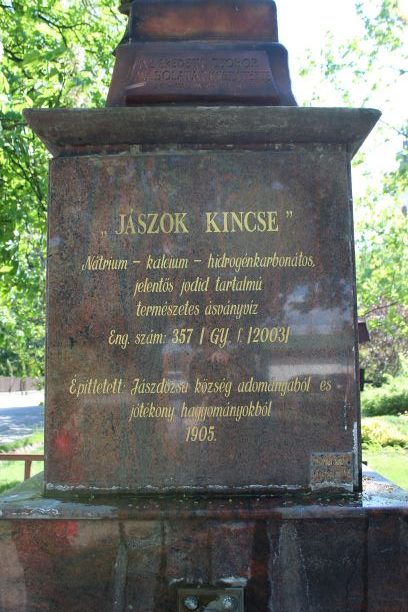 „JÁSZOK KINCSE”
Nátrium – kalcium – hidrogénkarbonátos,
jelentős jodid tartalmú
természetes ásványvíz
Eng. szám: 357 / GY. f. /2003/
Építtetett: Jászdózsa község adományából és
jótékony hagyományokból
1905.